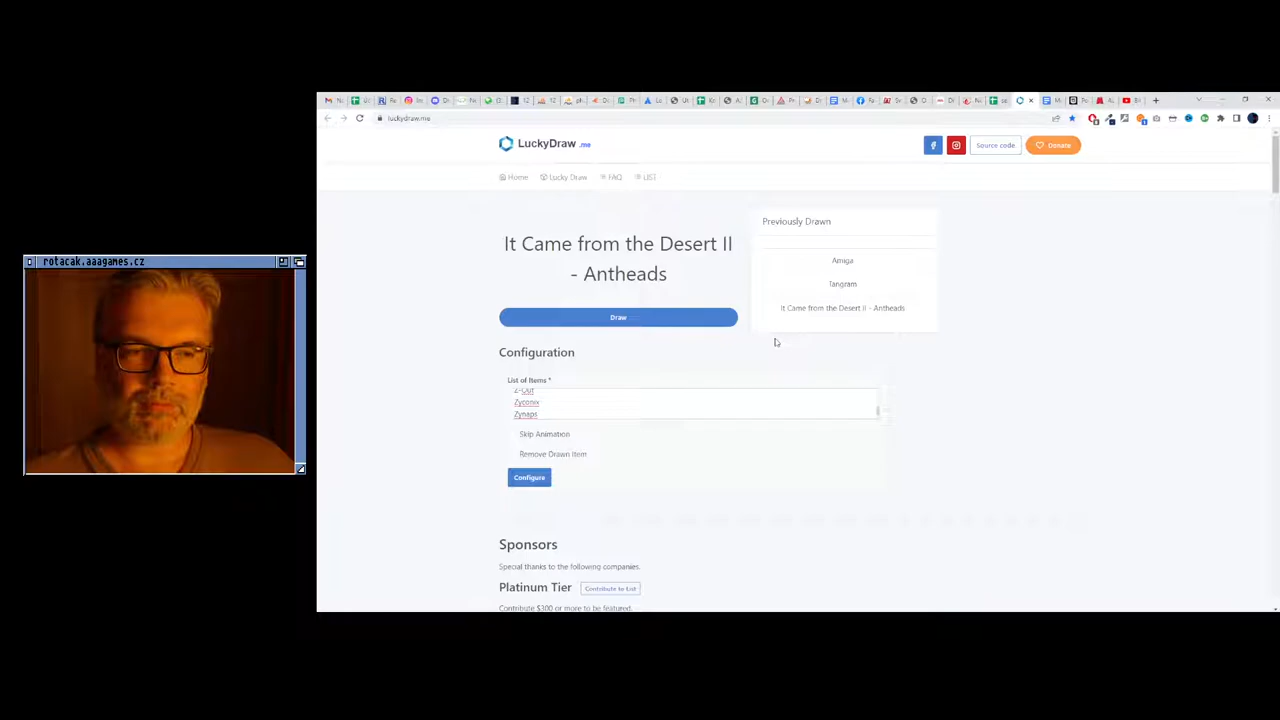 rotacak.aaagames.cz
luckydraw.me
LuckyDraw .me
Source code
Donate
Home
Lucky Draw
FAQ
LIST
It Came from the Desert II
- Antheads
Draw
Previously Drawn
Amiga
Tangram
It Came from the Desert II - Antheads
Configuration
List of Items *
Z-Out
Zyconix
Zynaps
Skip Animation
Remove Drawn Item
Configure
Sponsors
Special thanks to the following companies.
Platinum Tier
Contribute to List
Contribute $300 or more to be featured.